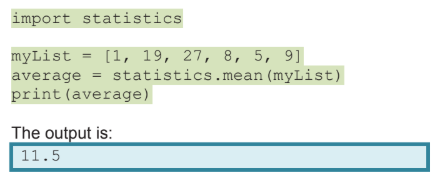 import statistics
myList = [1, 19, 27, 8, 5, 9]
average = statistics.mean(myList)
print(average)
The output is:
11.5